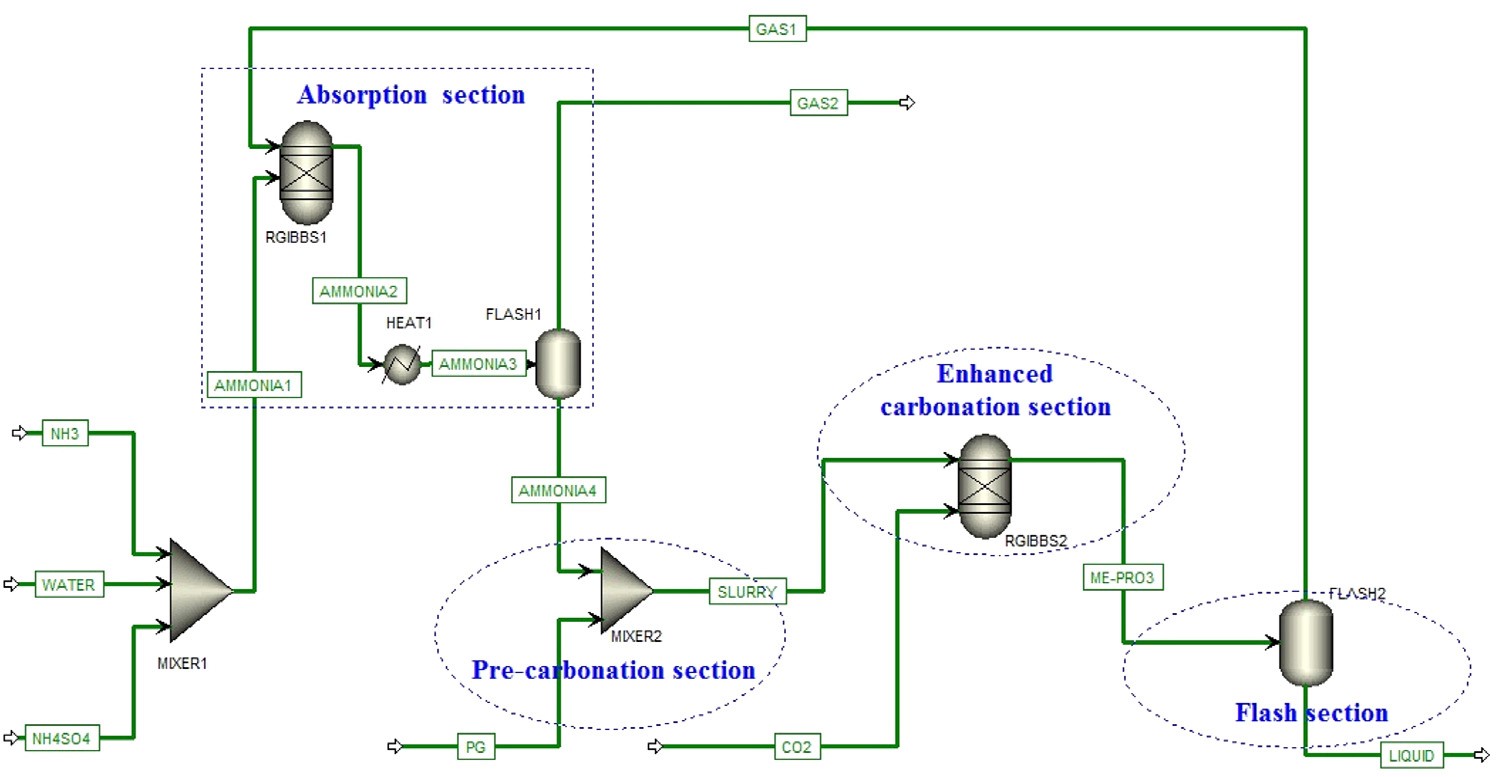 GAS1
Absorption section
GAS2
RGIBBS1
AMMONIA2
FLASH1
HEAT1
AMMONIA3
Enhanced
carbonation section
AMMONIA1
NH3
AMMONIA4
RGIBBS2
WATER
ME-PRO3
SLURRY
FLASH2
MIXER2
MIXER1
Pre-carbonation section
Flash section
NH4SO4
PG
CO2
LIQUID